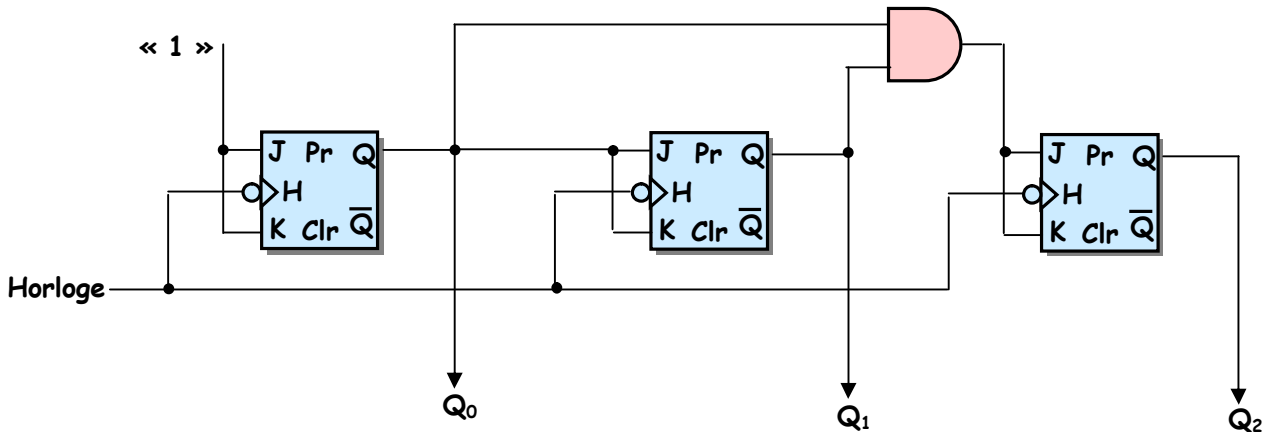 « 1 »
J Pr Q
H
K Clr Q̅
J Pr Q
H
K Clr Q̅
J Pr Q
H
K Clr Q̅
Horloge
Q₀
Q₁
Q₂